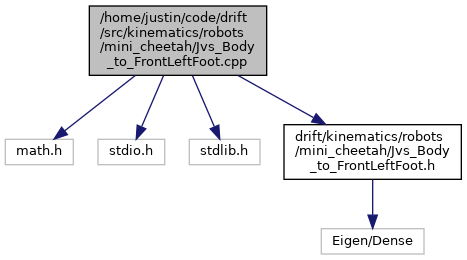 /home/justin/code/drift
/src/kinematics/robots
/mini_cheetah/Jvs_Body
_to_FrontLeftFoot.cpp
math.h
stdio.h
stdlib.h
drift/kinematics/robots
/mini_cheetah/Jvs_Body
_to_FrontLeftFoot.h
Eigen/Dense